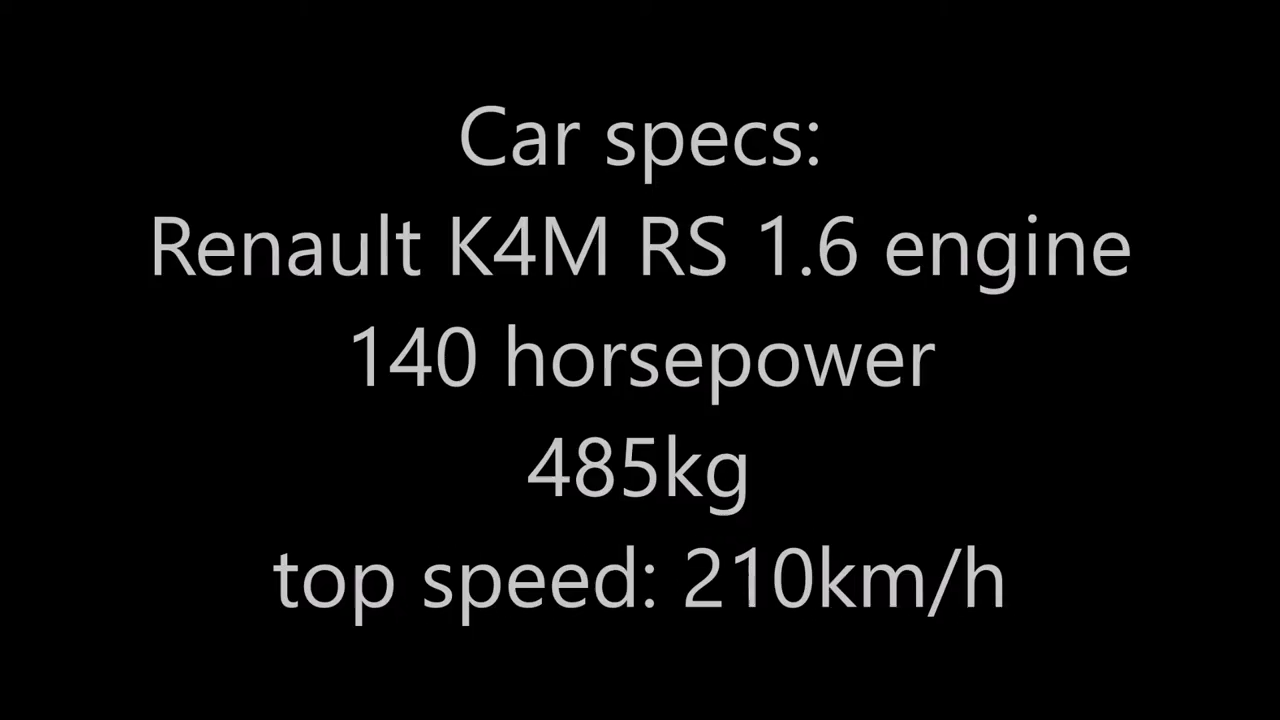 Car specs:
Renault K4M RS 1.6 engine
140 horsepower
485kg
top speed: 210km/h